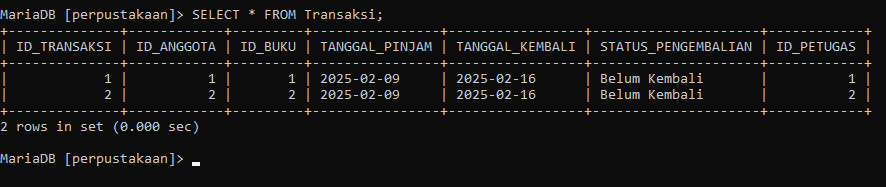 MariaDB [perpustakaan]> SELECT * FROM Transaksi;
+--------------+------------+---------+----------------+-----------------+---------------------+------------+
| ID_TRANSAKSI | ID_ANGGOTA | ID_BUKU | TANGGAL_PINJAM | TANGGAL_KEMBALI | STATUS_PENGEMBALIAN | ID_PETUGAS |
+--------------+------------+---------+----------------+-----------------+---------------------+------------+
|            1 |          1 |       1 | 2025-02-09     | 2025-02-16      | Belum Kembali       |          1 |
|            2 |          2 |       2 | 2025-02-09     | 2025-02-16      | Belum Kembali       |          2 |
+--------------+------------+---------+----------------+-----------------+---------------------+------------+
2 rows in set (0.000 sec)
MariaDB [perpustakaan]>